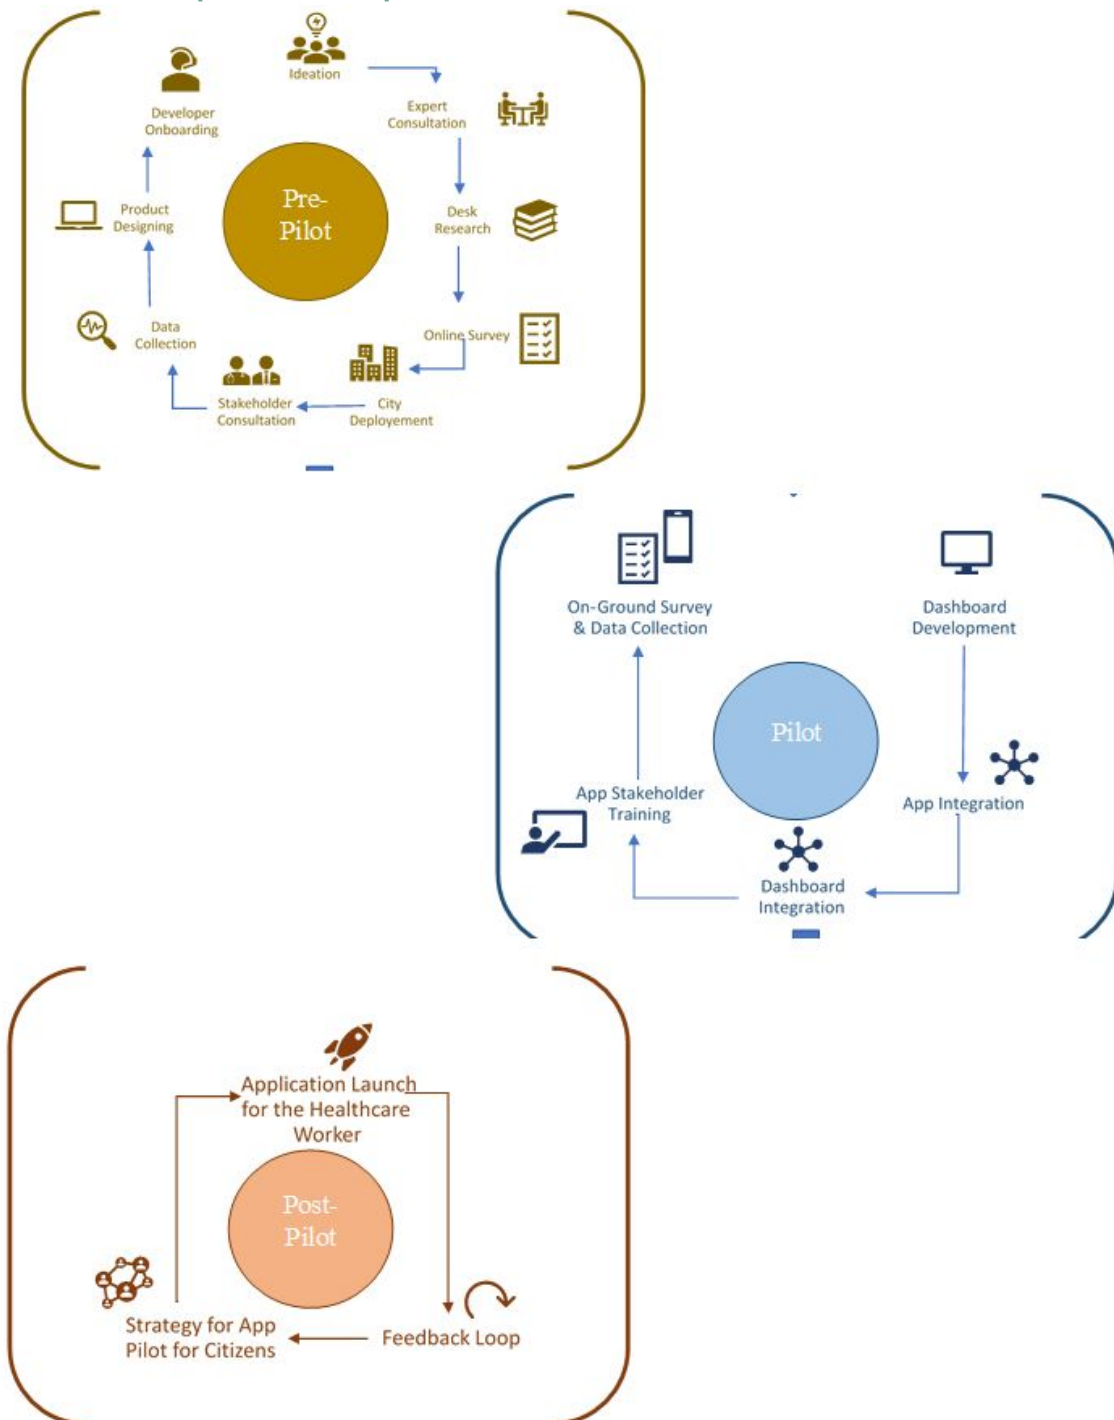 Ideation
Expert
Consultation
Desk
Research
Online Survey
City
Deployement
Stakeholder
Consultation
Data
Collection
Product
Designing
Developer
Onboarding
Pre-
Pilot
Dashboard
Development
App Integration
Dashboard
Integration
App Stakeholder
Training
On-Ground Survey
& Data Collection
Pilot
Application Launch
for the Healthcare
Worker
Feedback Loop
Strategy for App
Pilot for Citizens
Post-
Pilot